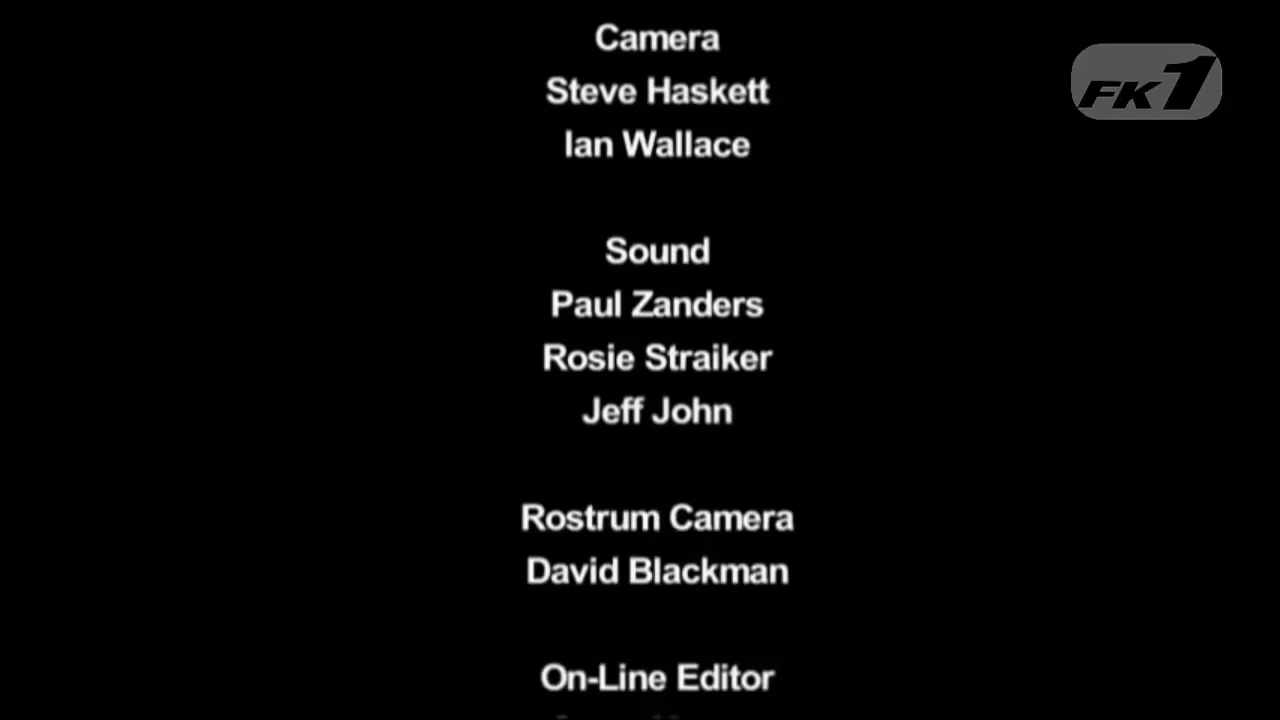 Camera
FK1
Steve Haskett
Ian Wallace
Sound
Paul Zanders
Rosie Straiker
Jeff John
Rostrum Camera
David Blackman
On-Line Editor